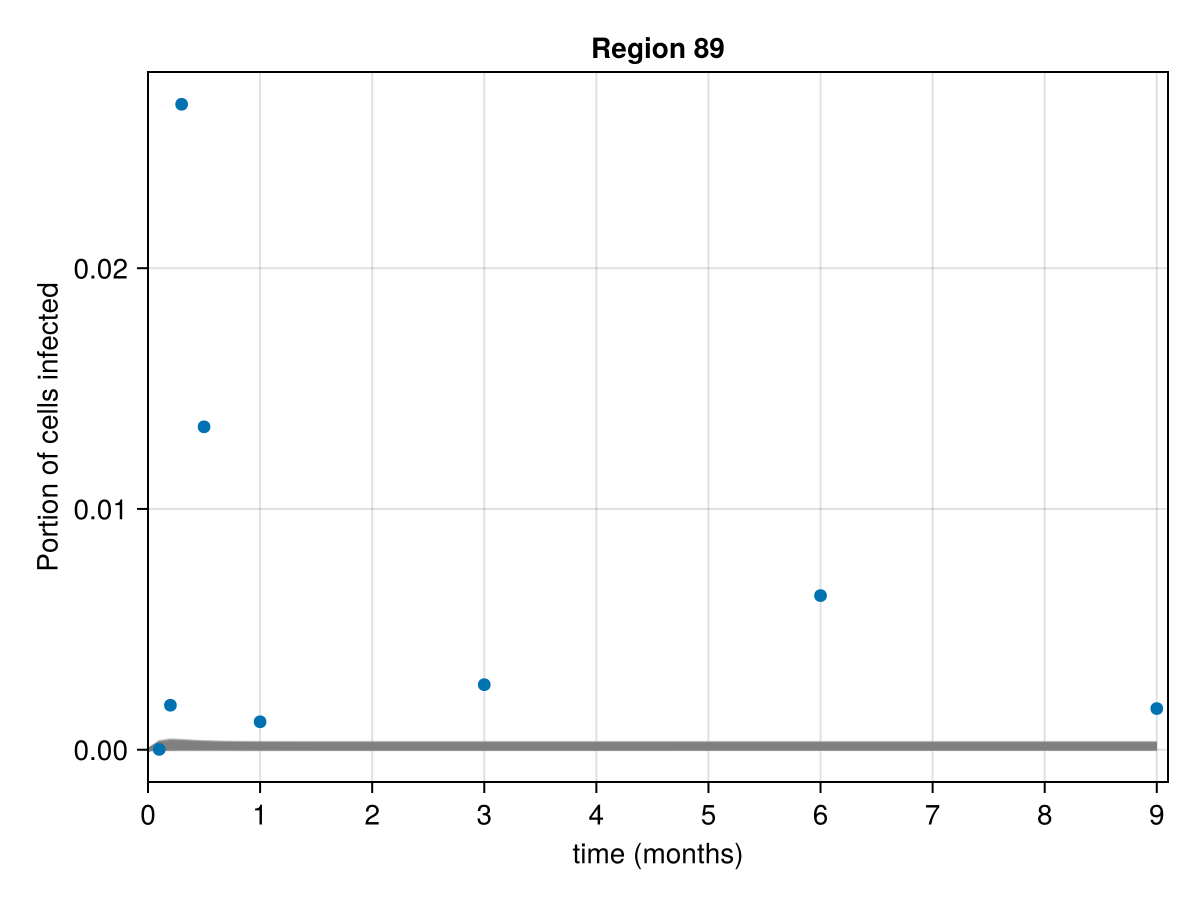 Region 89
Portion of cells infected
0.02
0.01
0.00
0 1 2 3 4 5 6 7 8 9
time (months)